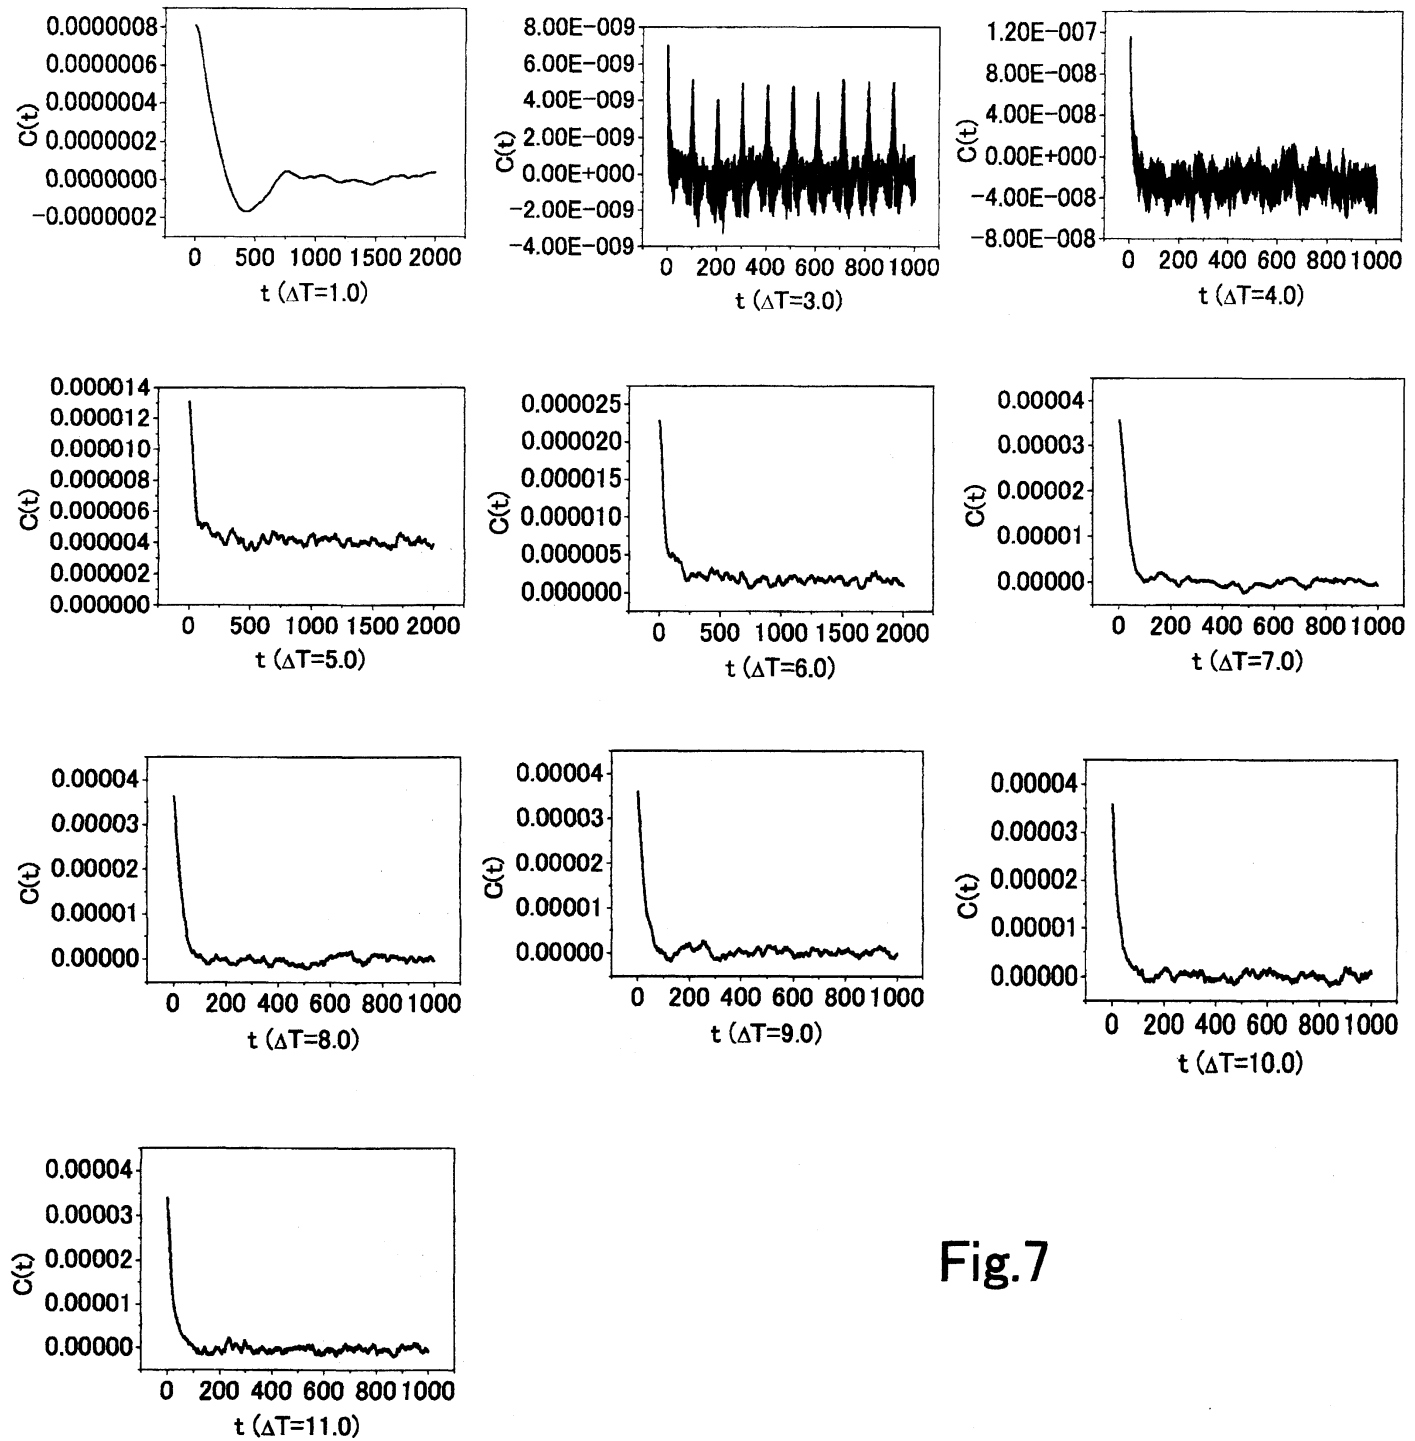 0.0000008
0.0000006
0.0000004
0.0000002
0.0000000
−0.0000002
C(t)
0 500 1000 1500 2000
t (ΔT=1.0)
8.00E−009
6.00E−009
4.00E−009
2.00E−009
0.00E+000
−2.00E−009
−4.00E−009
C(t)
0 200 400 600 800 1000
t (ΔT=3.0)
1.20E−007
8.00E−008
4.00E−008
0.00E+000
−4.00E−008
−8.00E−008
C(t)
0 200 400 600 800 1000
t (ΔT=4.0)
0.000014
0.000012
0.000010
0.000008
0.000006
0.000004
0.000002
0.000000
C(t)
0 500 1000 1500 2000
t (ΔT=5.0)
0.000025
0.000020
0.000015
0.000010
0.000005
0.000000
C(t)
0 500 1000 1500 2000
t (ΔT=6.0)
0.00004
0.00003
0.00002
0.00001
0.00000
C(t)
0 200 400 600 800 1000
t (ΔT=7.0)
0.00004
0.00003
0.00002
0.00001
0.00000
C(t)
0 200 400 600 800 1000
t (ΔT=8.0)
0.00004
0.00003
0.00002
0.00001
0.00000
C(t)
0 200 400 600 800 1000
t (ΔT=9.0)
0.00004
0.00003
0.00002
0.00001
0.00000
C(t)
0 200 400 600 800 1000
t (ΔT=10.0)
0.00004
0.00003
0.00002
0.00001
0.00000
C(t)
0 200 400 600 800 1000
t (ΔT=11.0)
Fig.7